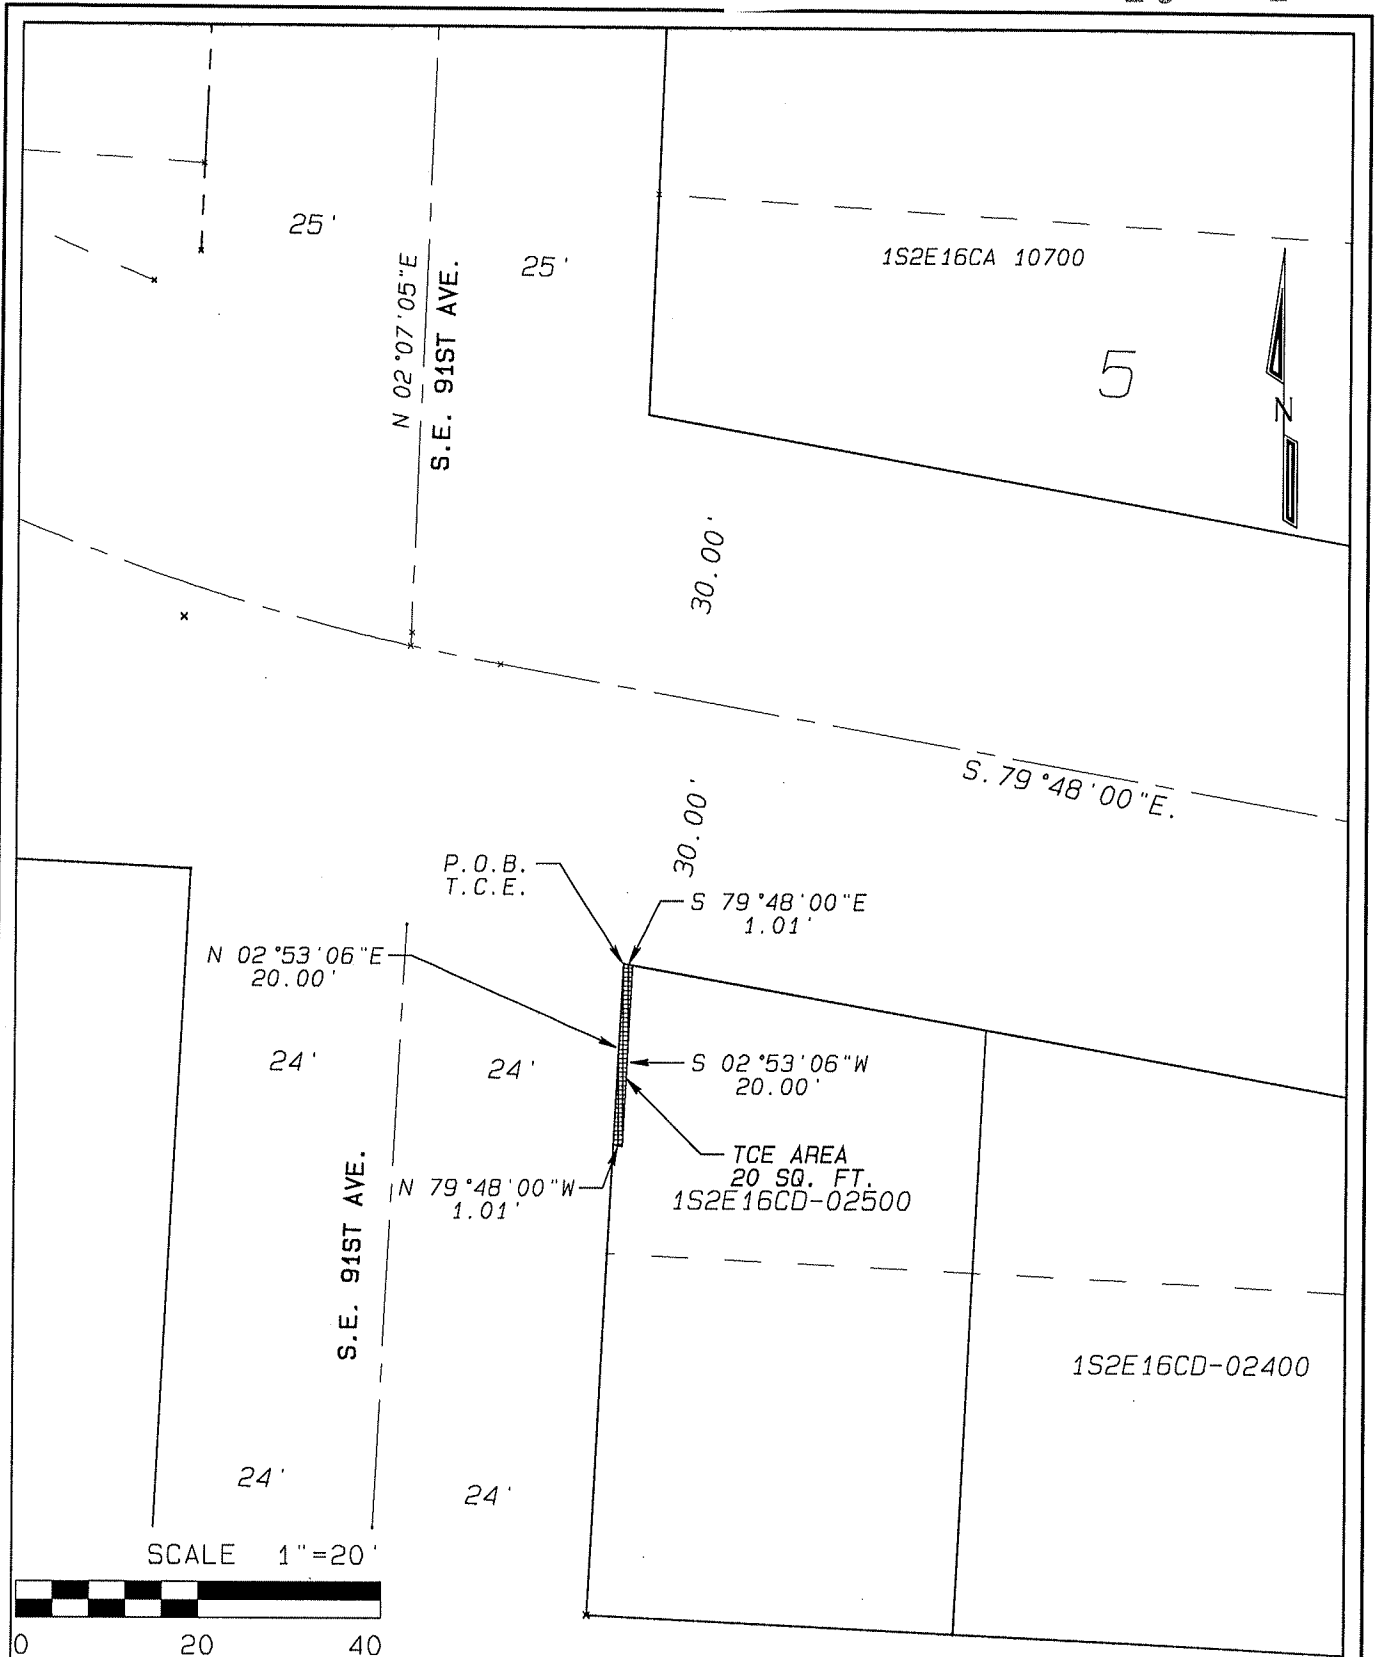 25'
25'
N 02°07'05"E
S.E. 91ST AVE.
1S2E16CA 10700
5
N
30.00'
S.79°48'00"E.
30.00'
P.O.B.
T.C.E.
S 79°48'00"E
1.01'
N 02°53'06"E
20.00'
24'
24'
S 02°53'06"W
20.00'
TCE AREA
20 SQ. FT.
1S2E16CD-02500
N 79°48'00"W
1.01'
S.E. 91ST AVE.
1S2E16CD-02400
24'
24'
SCALE 1"=20'
0 20 40